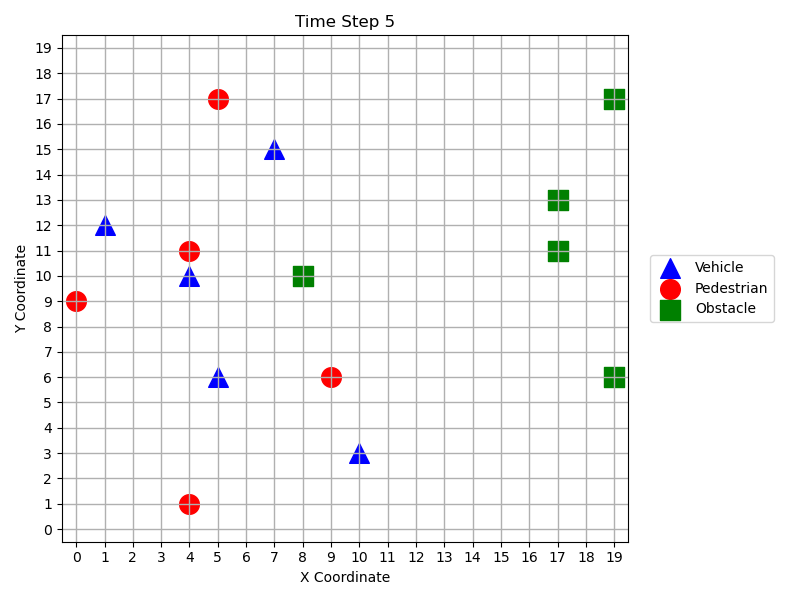 Time Step 5
19
18
17
16
15
14
13
12
11
10
9
8
7
6
5
4
3
2
1
0
Y Coordinate
0 1 2 3 4 5 6 7 8 9 10 11 12 13 14 15 16 17 18 19
X Coordinate
Vehicle
Pedestrian
Obstacle